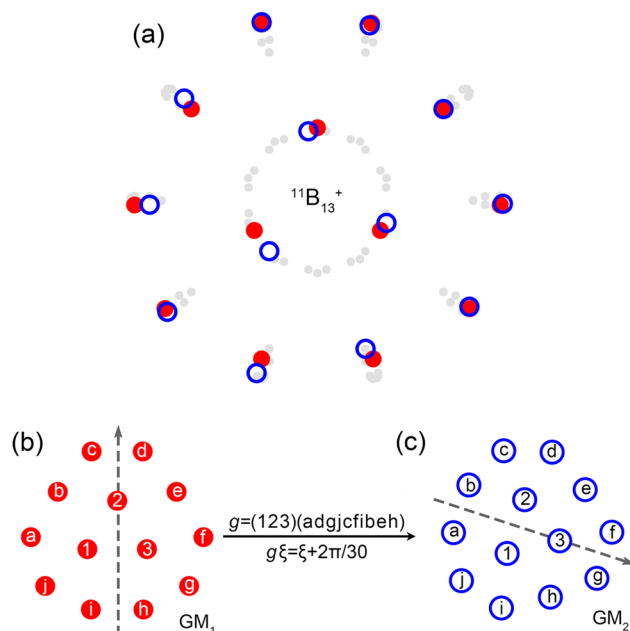 (a)
¹¹B₁₃⁺
(b)
(c)
c d
b 2 e
a 1 3 f
j g
i h
GM₁
g=(123)(adgjcfibeh)
gξ=ξ+2π/30
c d
b 2 e
a 1 3 f
j g
i h
GM₂